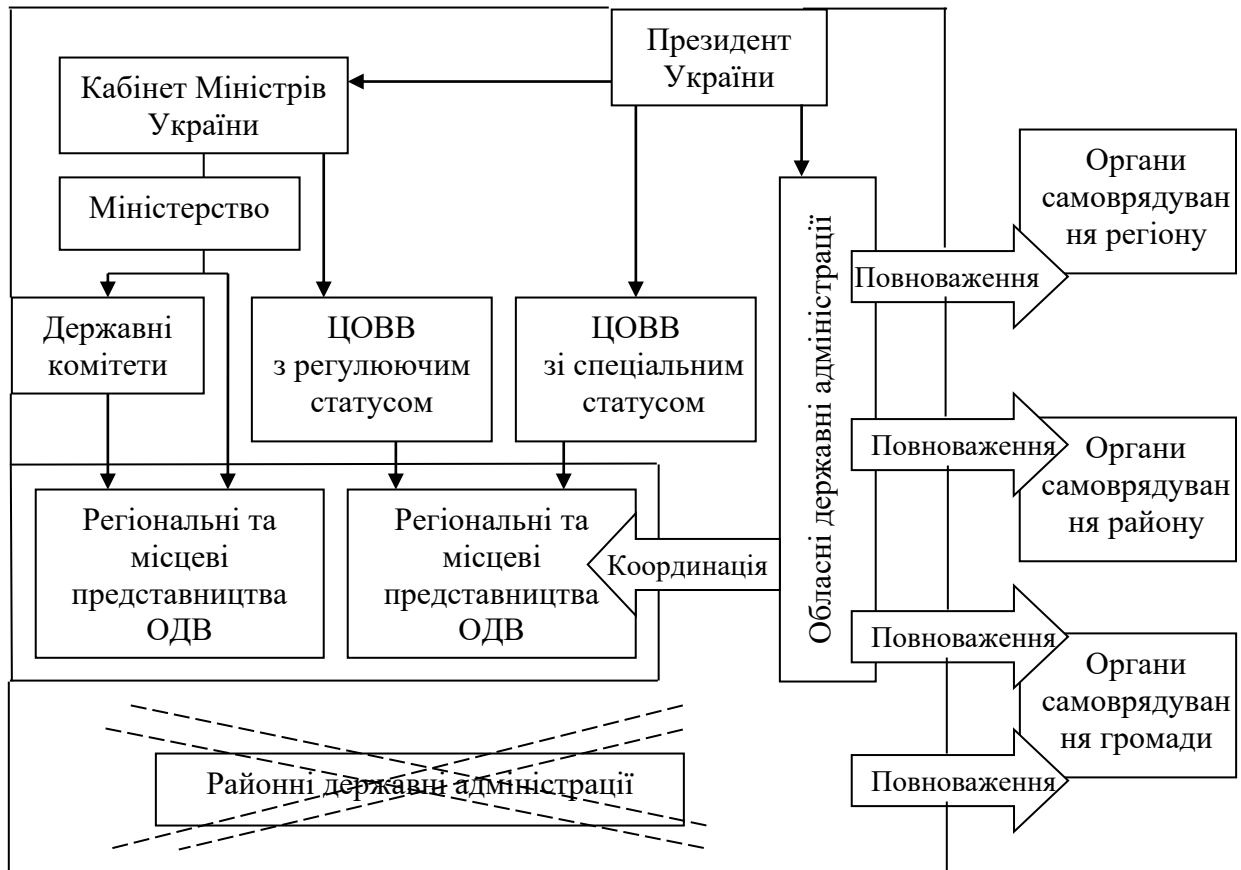 Президент
України
Кабінет Міністрів
України
Міністерство
Державні
комітети
ЦОВВ
з регулюючим
статусом
ЦОВВ
зі спеціальним
статусом
Регіональні та
місцеві
представництва
ОДВ
Регіональні та
місцеві
представництва
ОДВ
Координація
Обласні державні адміністрації
Повноваження
Органи
самоврядуван
ня регіону
Повноваження
Органи
самоврядуван
ня району
Повноваження
Органи
самоврядуван
ня громади
Повноваження
Районні державні адміністрації